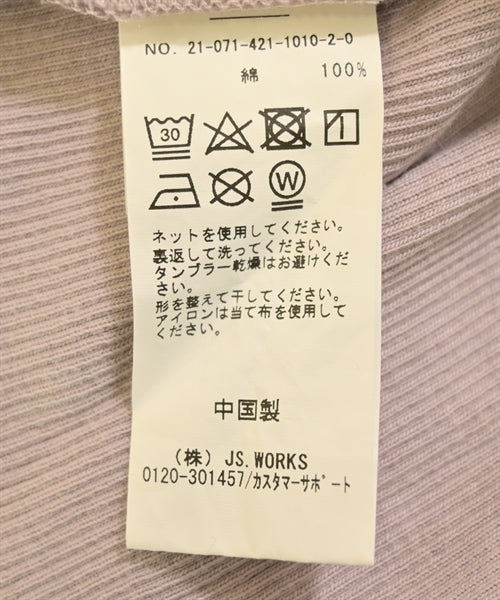 NO. 21-071-421-1010-2-0
綿 100%
30
W
ネットを使用してください。
裏返して洗ってください。
タンブラー乾燥はお避けくだ
さい。
形を整えて干してください。
アイロンは当て布を使用して
ください。
中国製
(株) JS.WORKS
0120-301457/カスタマーサポート